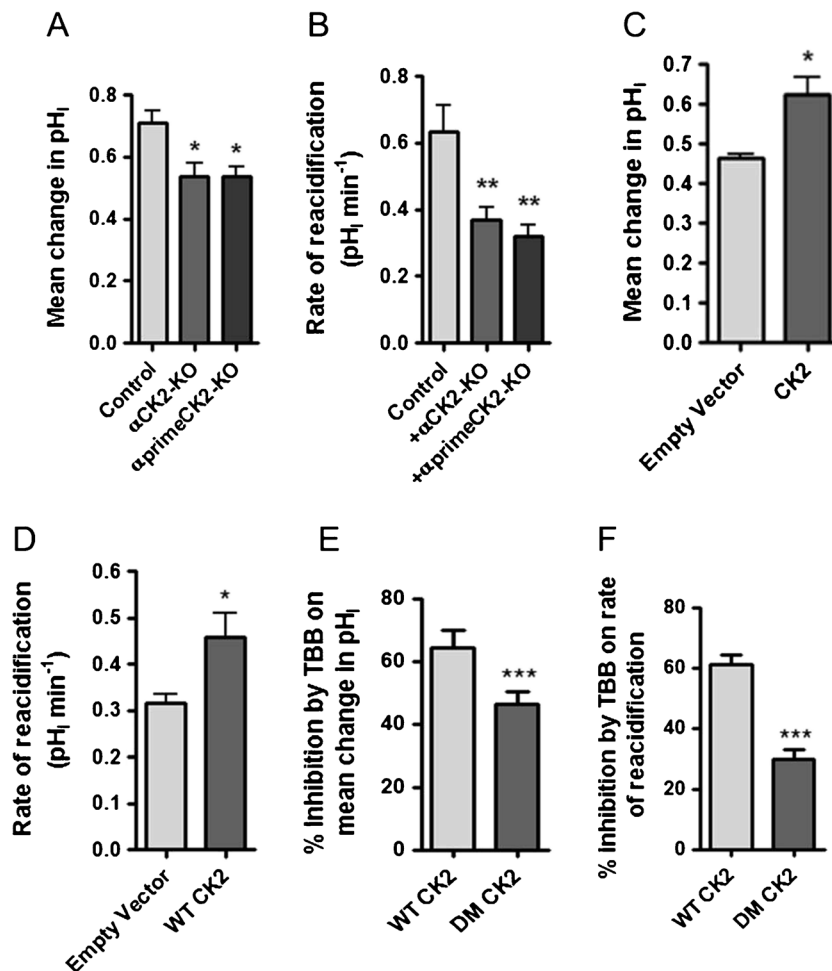 A
Mean change in pHI
0.8
0.6
0.4
0.2
0.0
*
*
Control
αCK2-KO
αprimeCK2-KO
B
Rate of reacidification
(pHI min-1)
0.8
0.6
0.4
0.2
0.0
**
**
Control
+αCK2-KO
+αprimeCK2-KO
C
Mean change in pHI
0.7
0.6
0.5
0.4
0.3
0.2
0.1
0.0
*
Empty Vector
CK2
D
Rate of reacidification
(pHI min-1)
0.6
0.5
0.4
0.3
0.2
0.1
0.0
*
Empty Vector
WT CK2
E
% Inhibition by TBB on
mean change in pHI
80
60
40
20
0
***
WT CK2
DM CK2
F
% Inhibition by TBB on rate
of reacidification
80
60
40
20
0
***
WT CK2
DM CK2